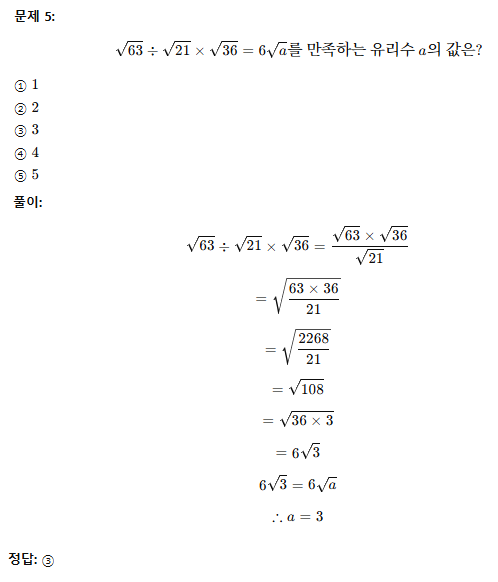 문제 5:
√63 ÷ √21 × √36 = 6√a를 만족하는 유리수 a의 값은?
① 1
② 2
③ 3
④ 4
⑤ 5
풀이:
√63 ÷ √21 × √36 = (√63 × √36)/√21
= √((63 × 36)/21)
= √(2268/21)
= √108
= √(36 × 3)
= 6√3
6√3 = 6√a
∴ a = 3
정답: ③